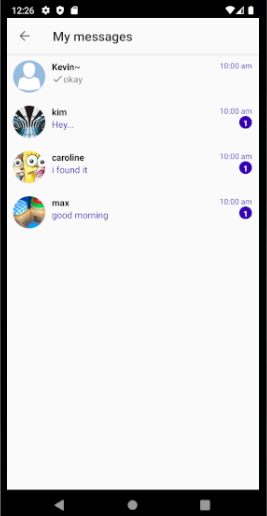 12:26
My messages
Kevin~
10:00 am
okay
kim
10:00 am
Hey...
1
caroline
10:00 am
i found it
1
max
10:00 am
good morning
1